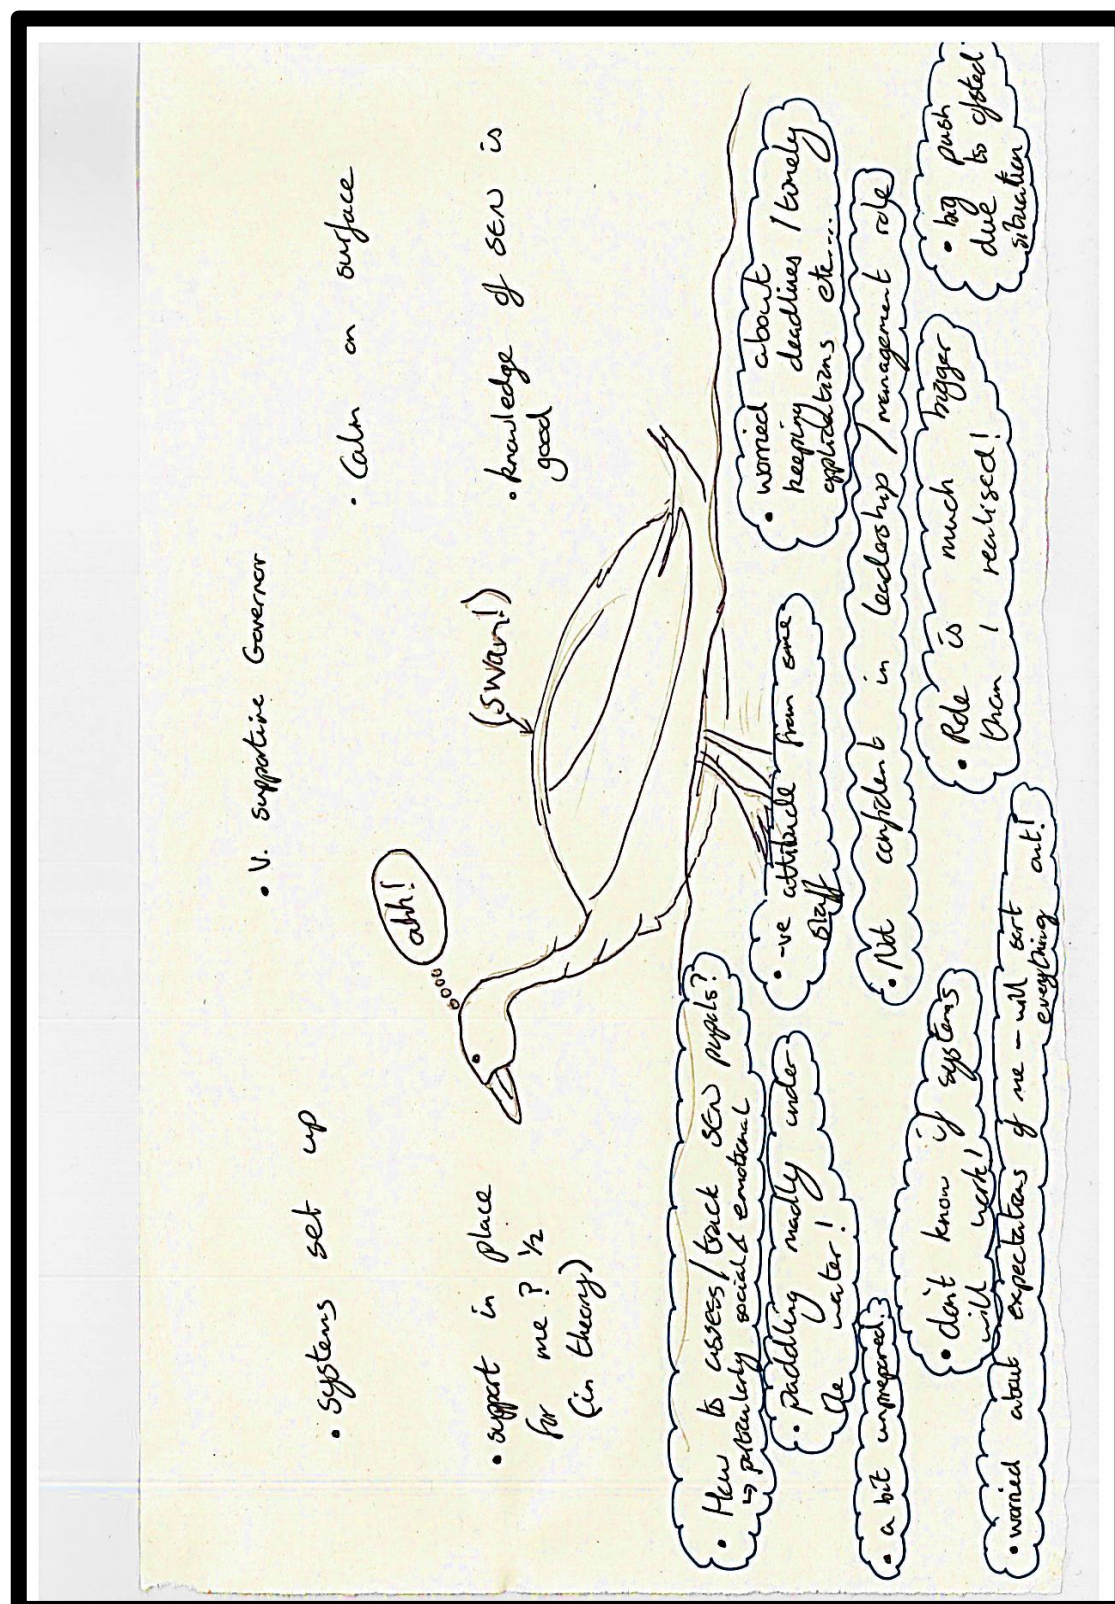 • V. supportive Governor
• systems set up
• Calm on surface
ahh!
(swan!)
• support in place
for me? 1/2
(in theory)
• knowledge of SEN is
good
• How to assess/track SEN pupils?
↳ particularly social & emotional
• paddling madly under
the water!
• -ve attitude from some
staff
• worried about
keeping deadlines / timely
applications etc....
• a bit unprepared!
• Not confident in leadership/management role
• don't know if systems
will work!
• Role is much bigger
than I realised!
• big push
due to ofsted
situation
• worried about expectations of me – will sort
everything out!